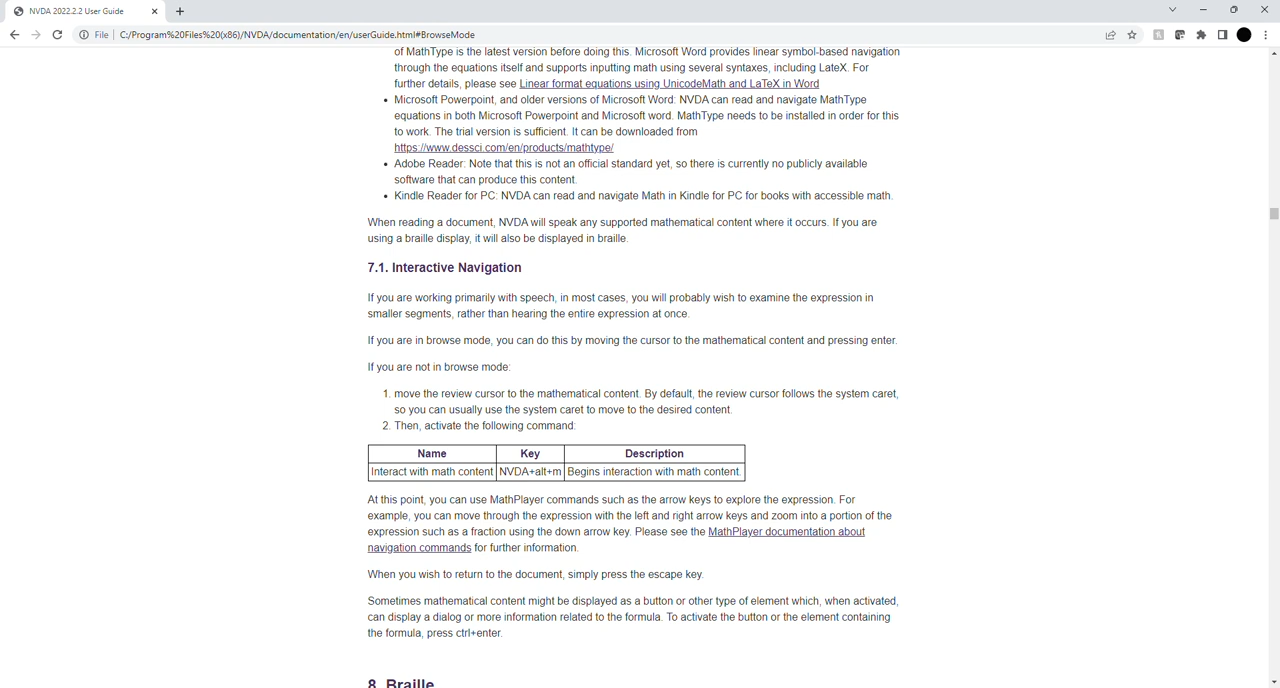 NVDA 2022.2.2 User Guide
File | C:/Program%20Files%20(x86)/NVDA/documentation/en/userGuide.html#BrowseMode
of MathType is the latest version before doing this. Microsoft Word provides linear symbol-based navigation
through the equations itself and supports inputting math using several syntaxes, including LateX. For
further details, please see Linear format equations using UnicodeMath and LaTeX in Word
• Microsoft Powerpoint, and older versions of Microsoft Word: NVDA can read and navigate MathType
equations in both Microsoft Powerpoint and Microsoft word. MathType needs to be installed in order for this
to work. The trial version is sufficient. It can be downloaded from
https://www.dessci.com/en/products/mathtype/
• Adobe Reader: Note that this is not an official standard yet, so there is currently no publicly available
software that can produce this content.
• Kindle Reader for PC: NVDA can read and navigate Math in Kindle for PC for books with accessible math.
When reading a document, NVDA will speak any supported mathematical content where it occurs. If you are
using a braille display, it will also be displayed in braille.
7.1. Interactive Navigation
If you are working primarily with speech, in most cases, you will probably wish to examine the expression in
smaller segments, rather than hearing the entire expression at once.
If you are in browse mode, you can do this by moving the cursor to the mathematical content and pressing enter.
If you are not in browse mode:
1. move the review cursor to the mathematical content. By default, the review cursor follows the system caret,
so you can usually use the system caret to move to the desired content.
2. Then, activate the following command:
Name Key Description
Interact with math content NVDA+alt+m Begins interaction with math content.
At this point, you can use MathPlayer commands such as the arrow keys to explore the expression. For
example, you can move through the expression with the left and right arrow keys and zoom into a portion of the
expression such as a fraction using the down arrow key. Please see the MathPlayer documentation about
navigation commands for further information.
When you wish to return to the document, simply press the escape key.
Sometimes mathematical content might be displayed as a button or other type of element which, when activated,
can display a dialog or more information related to the formula. To activate the button or the element containing
the formula, press ctrl+enter.
8. Braille